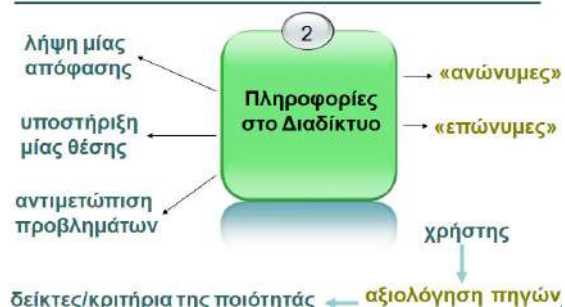 2
λήψη μίας
απόφασης
Πληροφορίες
στο Διαδίκτυο
«ανώνυμες»
«επώνυμες»
υποστήριξη
μίας θέσης
αντιμετώπιση
προβλημάτων
χρήστης
δείκτες/κριτήρια της ποιότητάς
αξιολόγηση πηγών